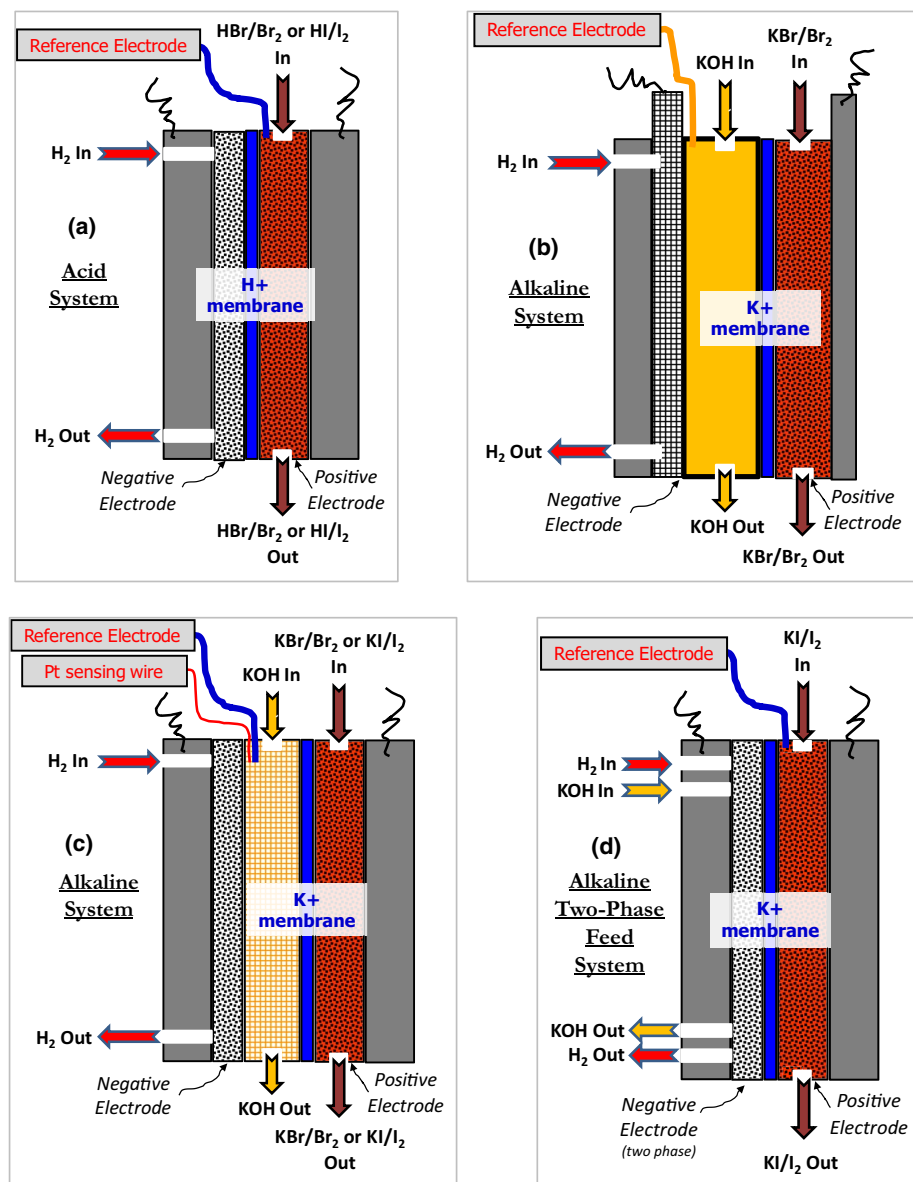 Reference Electrode
HBr/Br₂ or HI/I₂
In
H₂ In
(a)
Acid
System
H+
membrane
H₂ Out
Negative
Electrode
Positive
Electrode
HBr/Br₂ or HI/I₂
Out
Reference Electrode
KOH In
KBr/Br₂
In
H₂ In
(b)
Alkaline
System
K+
membrane
H₂ Out
Negative
Electrode
KOH Out
Positive
Electrode
KBr/Br₂ Out
Reference Electrode
Pt sensing wire
KOH In
KBr/Br₂ or KI/I₂
In
H₂ In
(c)
Alkaline
System
K+
membrane
H₂ Out
Negative
Electrode
KOH Out
Positive
Electrode
KBr/Br₂ or KI/I₂
Out
Reference Electrode
KI/I₂
In
H₂ In
KOH In
(d)
Alkaline
Two-Phase
Feed
System
K+
membrane
KOH Out
H₂ Out
Negative
Electrode
(two phase)
Positive
Electrode
KI/I₂ Out